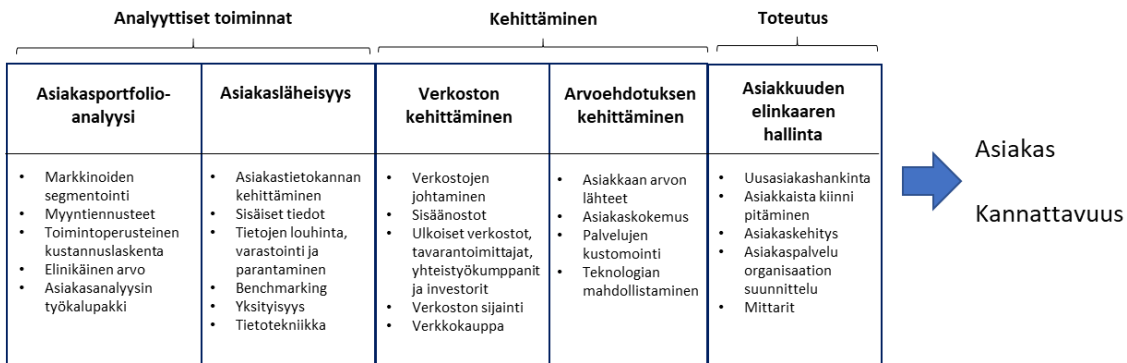 Analyyttiset toiminnat
Kehittäminen
Toteutus
Asiakasportfolio-
analyysi
Asiakasläheisyys
Verkoston
kehittäminen
Arvoehdotuksen
kehittäminen
Asiakkuuden
elinkaaren
hallinta
• Markkinoiden
segmentointi
• Myyntiennusteet
• Toimintoperusteinen
kustannuslaskenta
• Elinikäinen arvo
• Asiakasanalyysin
työkalupakki
• Asiakastietokannan
kehittäminen
• Sisäiset tiedot
• Tietojen louhinta,
varastointi ja
parantaminen
• Benchmarking
• Yksityisyys
• Tietotekniikka
• Verkostojen
johtaminen
• Sisäänostot
• Ulkoiset verkostot,
tavarantoimittajat,
yhteistyökumppanit
ja investorit
• Verkoston sijainti
• Verkkokauppa
• Asiakkaan arvon
lähteet
• Asiakaskokemus
• Palvelujen
kustomointi
• Teknologian
mahdollistaminen
• Uusasiakashankinta
• Asiakkaista kiinni
pitäminen
• Asiakaskehitys
• Asiakaspalvelu
organisaation
suunnittelu
• Mittarit
Asiakas
Kannattavuus